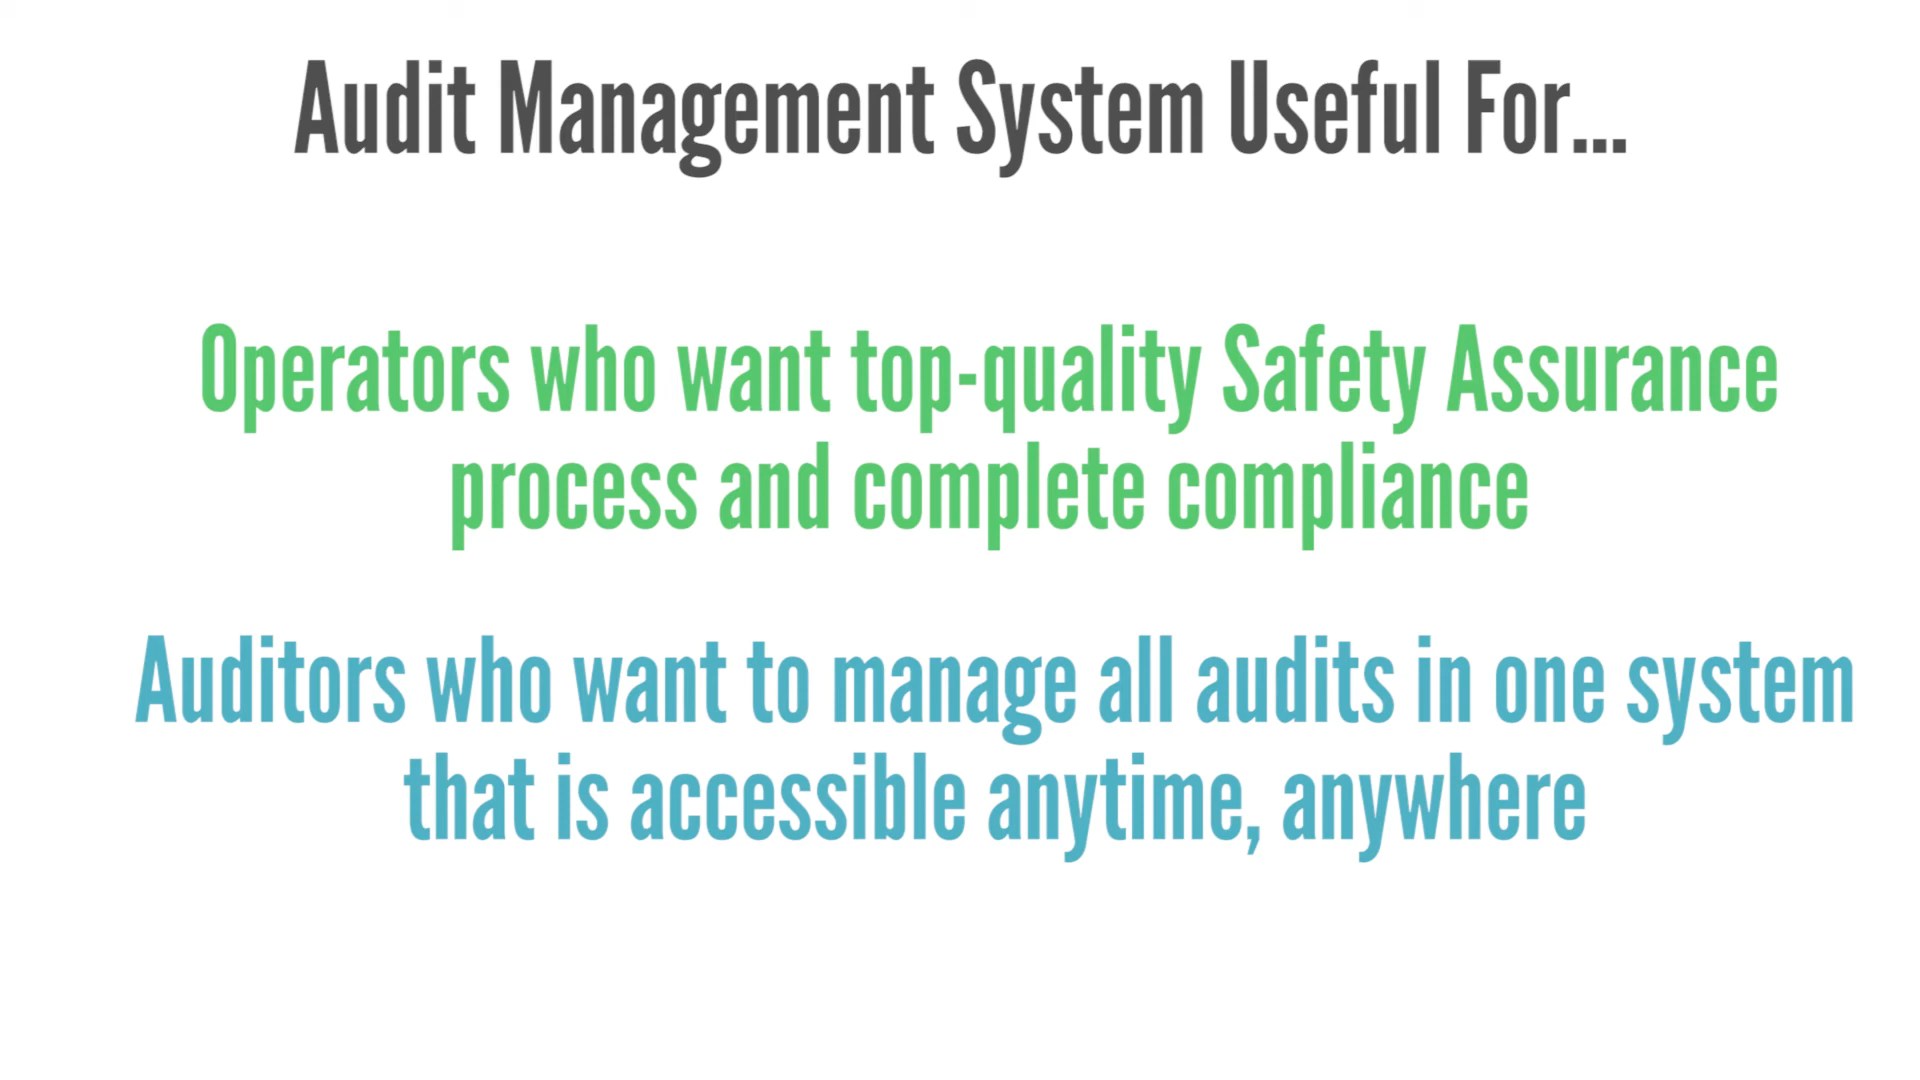 Audit Management System Useful For...
Operators who want top-quality Safety Assurance
process and complete compliance
Auditors who want to manage all audits in one system
that is accessible anytime, anywhere